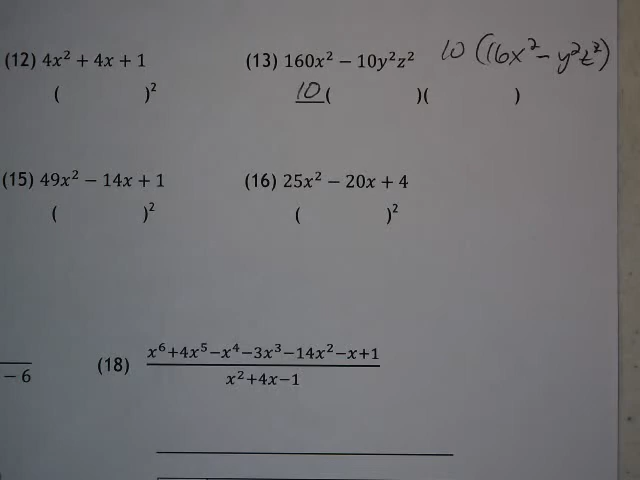 (12) 4x² + 4x + 1
( )²
(13) 160x² − 10y²z² 10 (16x² − y²z²)
10 ( )( )
(15) 49x² − 14x + 1
( )²
(16) 25x² − 20x + 4
( )²
− 6
(18) x⁶+4x⁵−x⁴−3x³−14x²−x+1
x²+4x−1